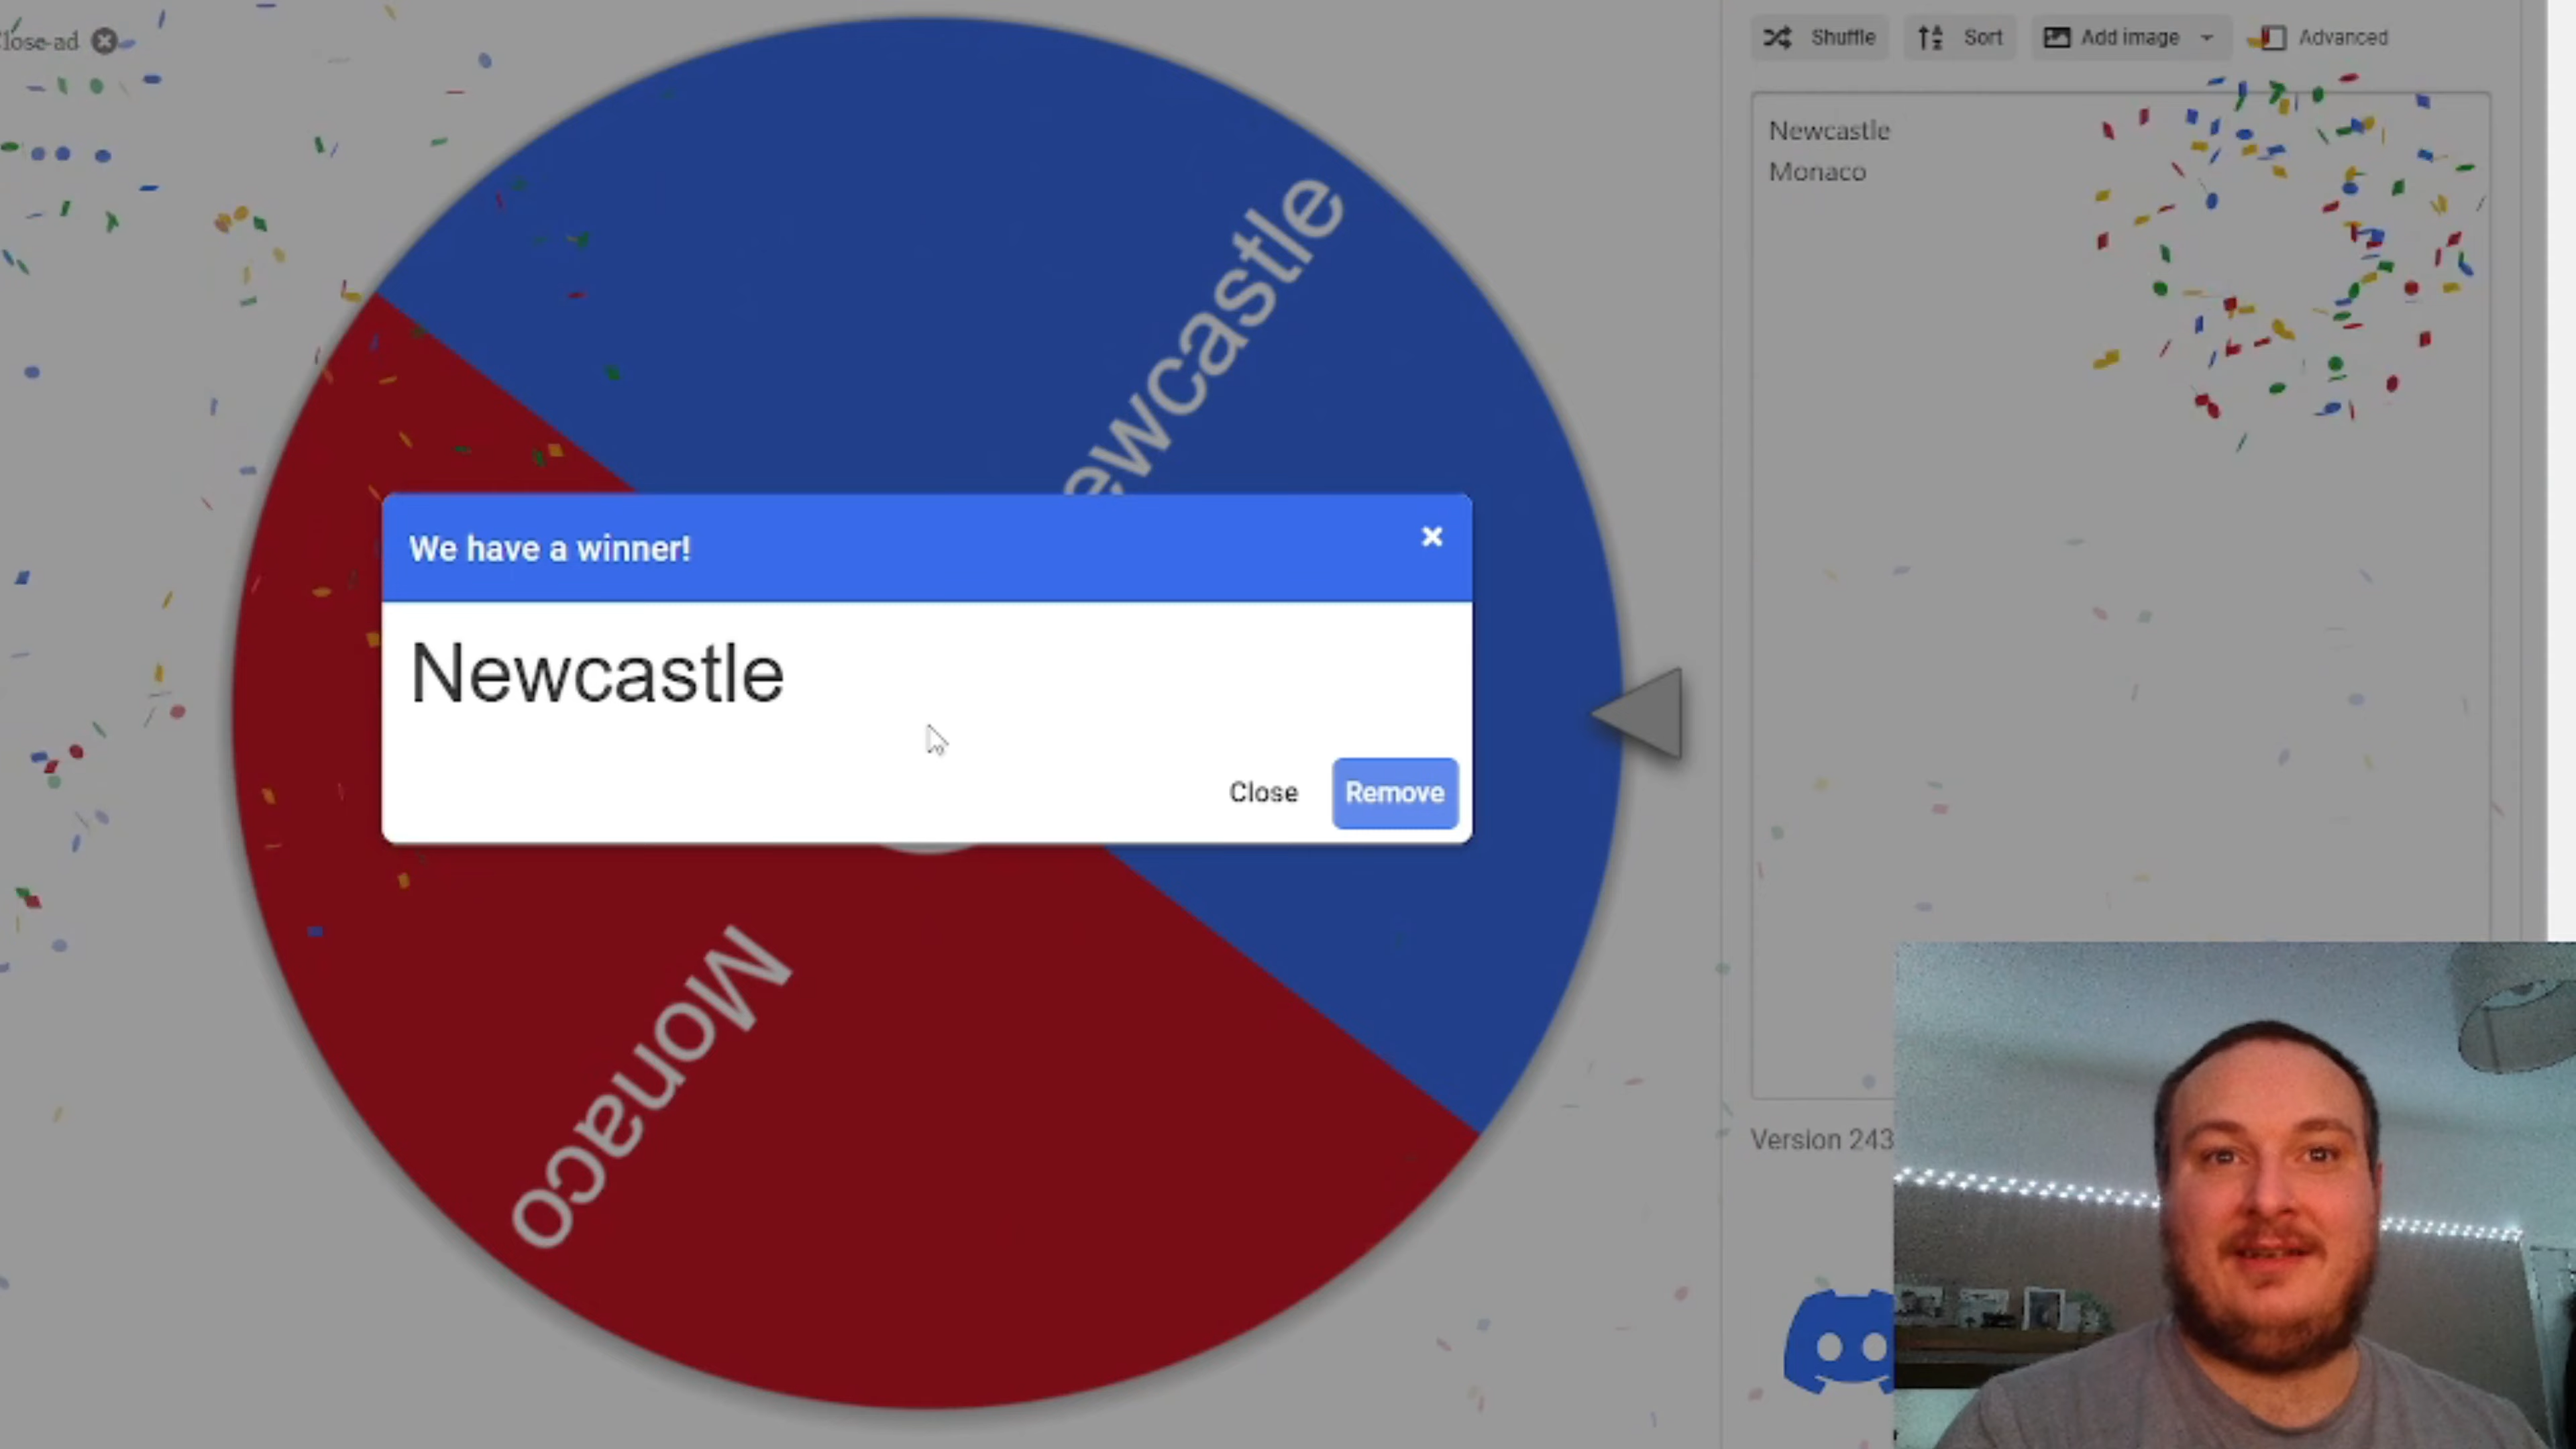 Close ad
Shuffle
Sort
Add image
Advanced
Newcastle
Monaco
ewcastle
We have a winner!
Newcastle
Close
Remove
Monaco
Version 243